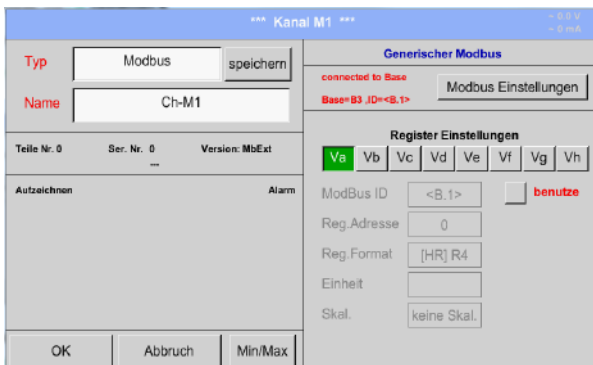 *** Kanal M1 ***
~ 0.0 V
~ 0 mA
Typ
Modbus
speichern
Name
Ch-M1
Teile Nr. 0 Ser. Nr. 0 Version: MbExt
---
Aufzeichnen Alarm
OK Abbruch Min/Max
Generischer Modbus
connected to Base
Base=B3 ,ID=<B.1>
Modbus Einstellungen
Register Einstellungen
Va Vb Vc Vd Ve Vf Vg Vh
ModBus ID <B.1> benutze
Reg.Adresse 0
Reg.Format [HR] R4
Einheit
Skal. keine Skal.